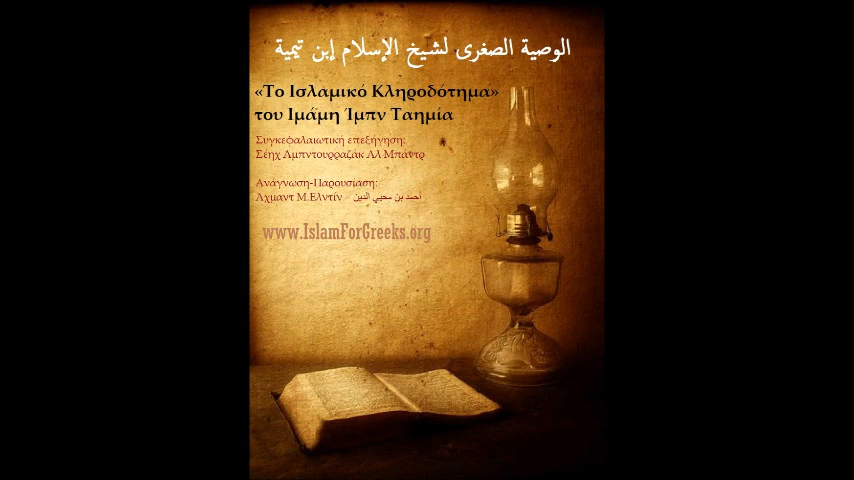 الوصية الصغرى لشيخ الإسلام إبن تيمية
«Το Ισλαμικό Κληροδότημα»
του Ιμάμη Ίμπν Ταημία
Συγκεφαλαιωτική επεξήγηση:
Σέηχ Αμπντουρραζάκ Αλ Μπάντρ
Ανάγνωση-Παρουσίαση:
Αχμαντ Μ.Ελντίν أحمد بن محيي الدين
www.IslamForGreeks.org